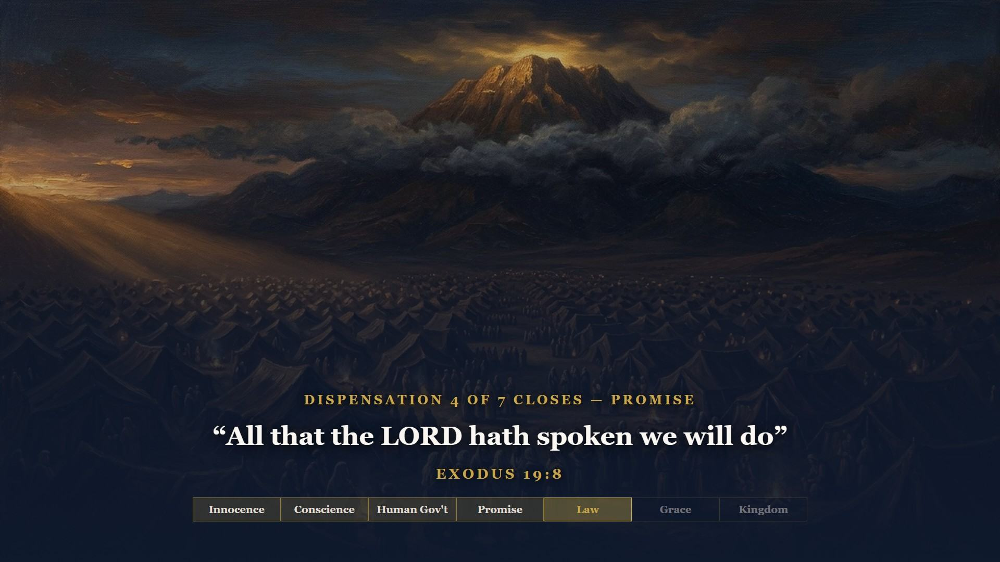 DISPENSATION 4 OF 7 CLOSES — PROMISE
“All that the LORD hath spoken we will do”
EXODUS 19:8
Innocence Conscience Human Gov't Promise Law Grace Kingdom